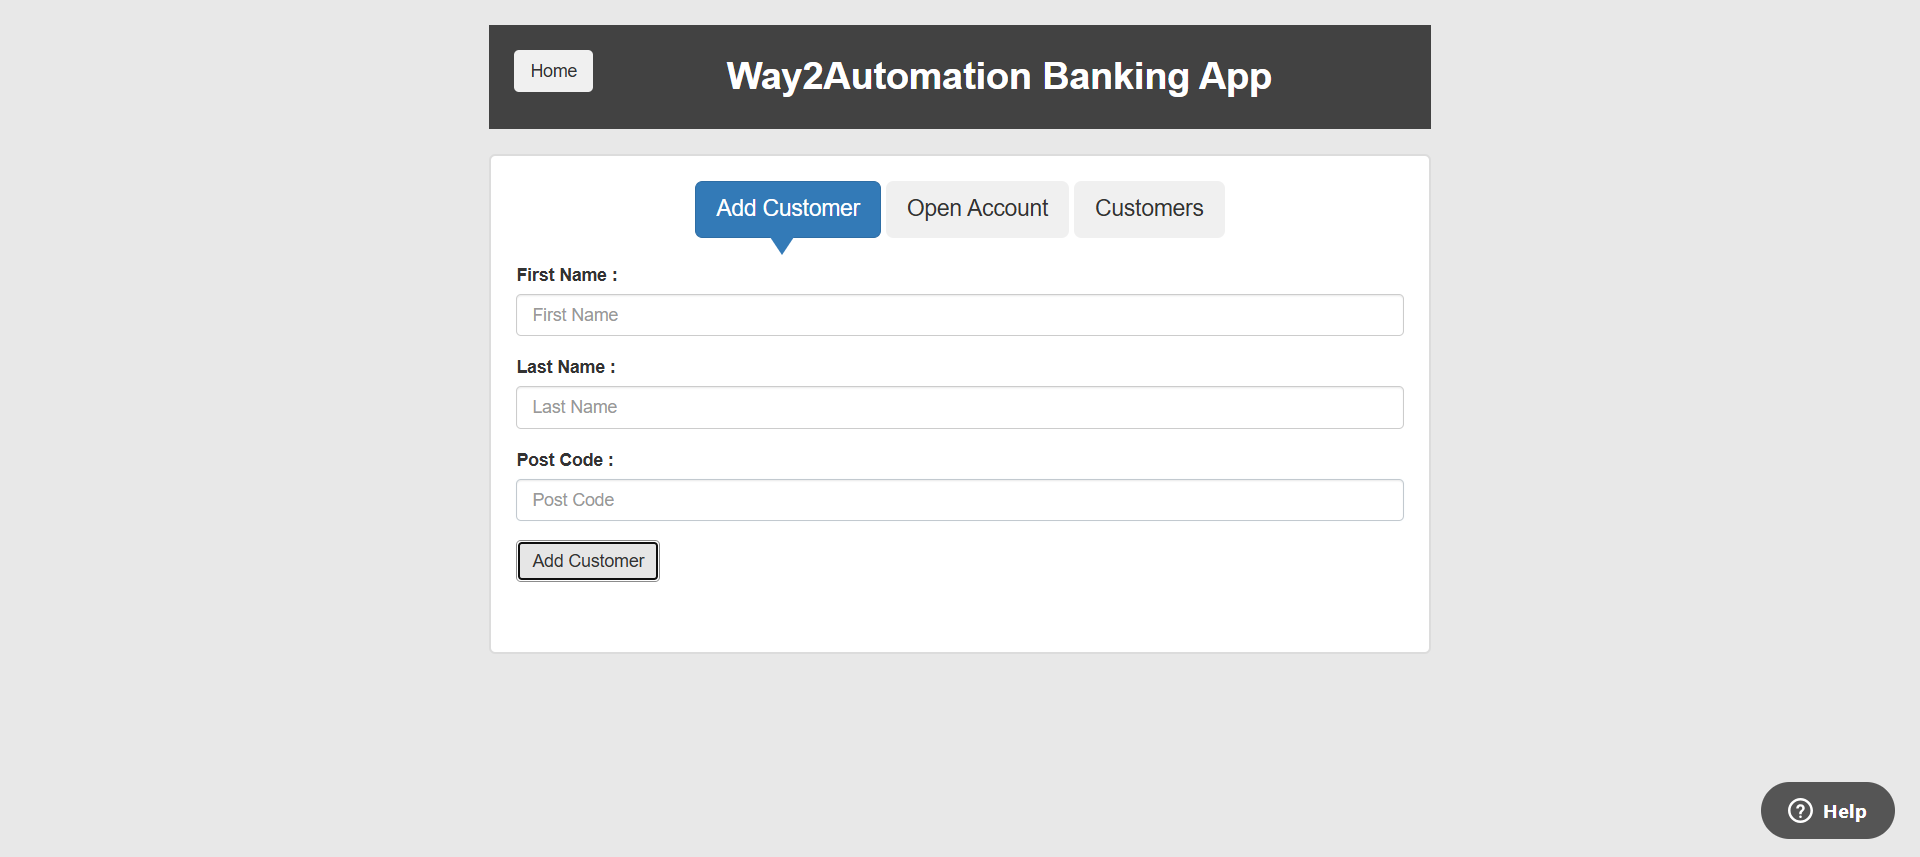 Home
Way2Automation Banking App
Add Customer
Open Account
Customers
First Name :
First Name
Last Name :
Last Name
Post Code :
Post Code
Add Customer
Help